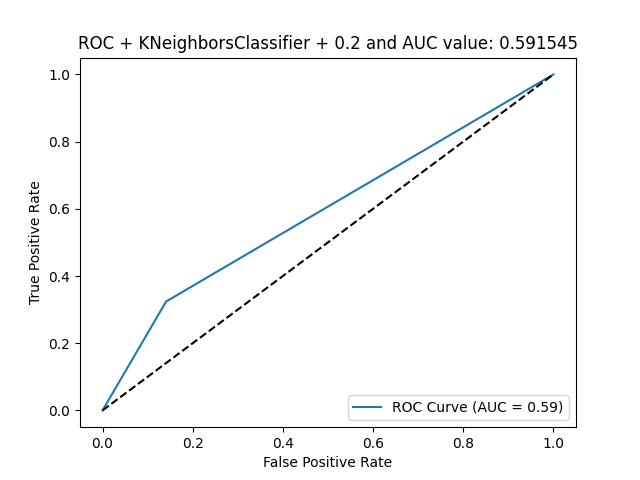 ROC + KNeighborsClassifier + 0.2 and AUC value: 0.591545
1.0
0.8
0.6
0.4
0.2
0.0
True Positive Rate
ROC Curve (AUC = 0.59)
0.0 0.2 0.4 0.6 0.8 1.0
False Positive Rate